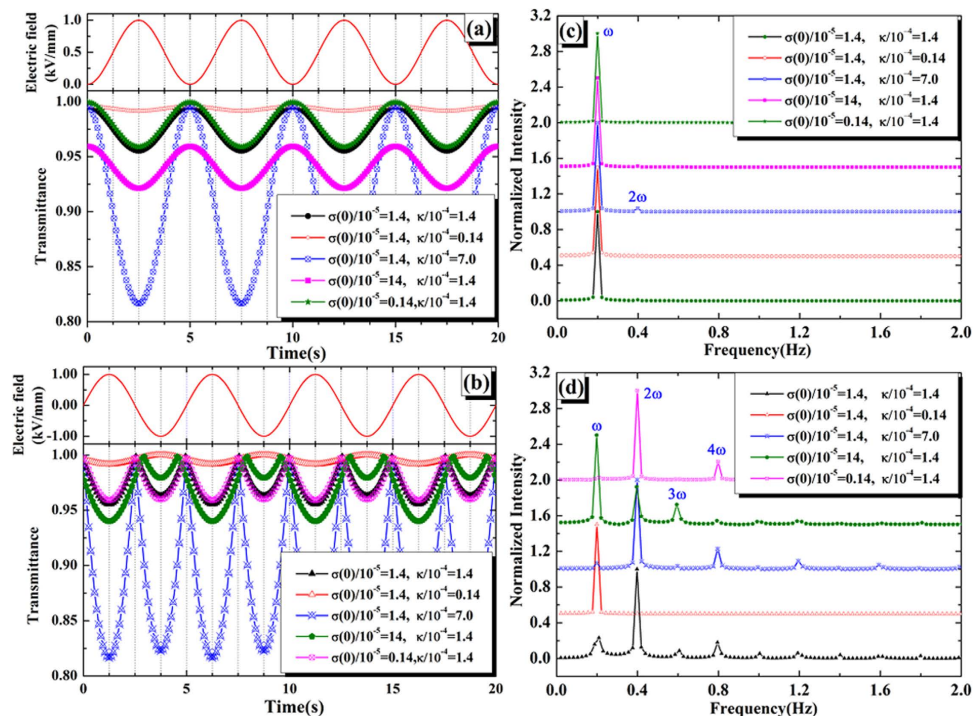 (a)
Electric field
(kV/mm)
1.0
0.5
0.0
Transmittance
1.00
0.95
0.90
0.85
0.80
σ(0)/10⁻⁵=1.4, κ/10⁻⁴=1.4
σ(0)/10⁻⁵=1.4, κ/10⁻⁴=0.14
σ(0)/10⁻⁵=1.4, κ/10⁻⁴=7.0
σ(0)/10⁻⁵=14, κ/10⁻⁴=1.4
σ(0)/10⁻⁵=0.14,κ/10⁻⁴=1.4
0 5 10 15 20
Time(s)
(c)
Normalized Intensity
3.0
2.4
1.8
1.2
0.6
0.0
ω
2ω
σ(0)/10⁻⁵=1.4, κ/10⁻⁴=1.4
σ(0)/10⁻⁵=1.4, κ/10⁻⁴=0.14
σ(0)/10⁻⁵=1.4, κ/10⁻⁴=7.0
σ(0)/10⁻⁵=14, κ/10⁻⁴=1.4
σ(0)/10⁻⁵=0.14, κ/10⁻⁴=1.4
0.0 0.4 0.8 1.2 1.6 2.0
Frequency(Hz)
(b)
Electric field
(kV/mm)
1.00
0.00
-1.00
Transmittance
1.00
0.95
0.90
0.85
0.80
σ(0)/10⁻⁵=1.4, κ/10⁻⁴=1.4
σ(0)/10⁻⁵=1.4, κ/10⁻⁴=0.14
σ(0)/10⁻⁵=1.4, κ/10⁻⁴=7.0
σ(0)/10⁻⁵=14, κ/10⁻⁴=1.4
σ(0)/10⁻⁵=0.14,κ/10⁻⁴=1.4
0 5 10 15 20
Time(s)
(d)
Normalized Intensity
3.0
2.4
1.8
1.2
0.6
0.0
ω
2ω
3ω
4ω
σ(0)/10⁻⁵=1.4, κ/10⁻⁴=1.4
σ(0)/10⁻⁵=1.4, κ/10⁻⁴=0.14
σ(0)/10⁻⁵=1.4, κ/10⁻⁴=7.0
σ(0)/10⁻⁵=14, κ/10⁻⁴=1.4
σ(0)/10⁻⁵=0.14, κ/10⁻⁴=1.4
0.0 0.4 0.8 1.2 1.6 2.0
Frequency(Hz)